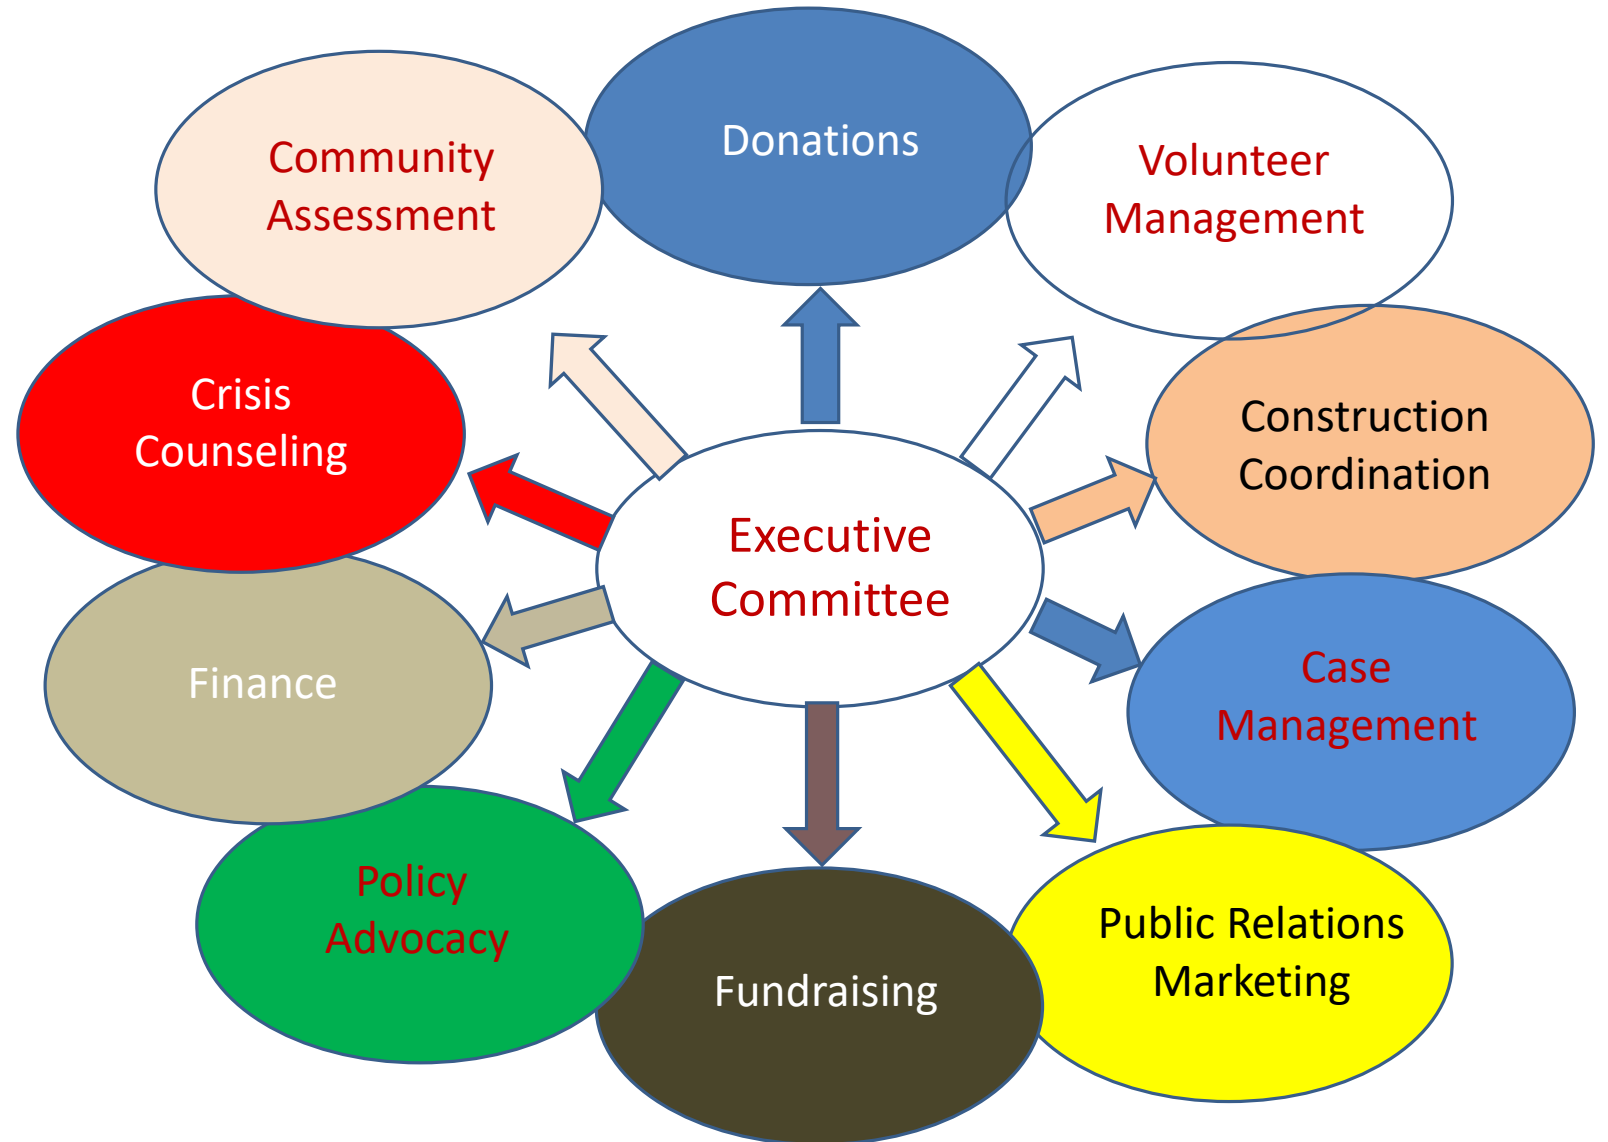 Donations
Community
Assessment
Volunteer
Management
Crisis
Counseling
Construction
Coordination
Executive
Committee
Finance
Case
Management
Policy
Advocacy
Fundraising
Public Relations
Marketing